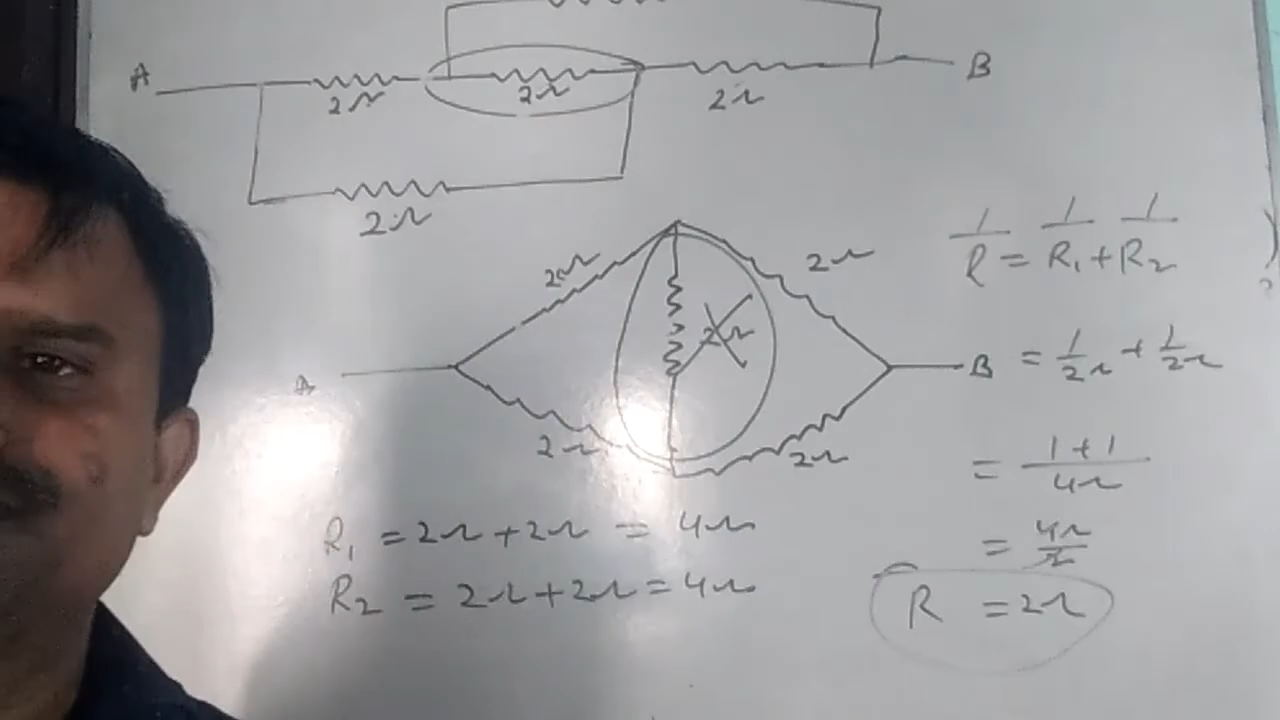 A 2Ω 2Ω 2Ω B
2Ω
2Ω 2Ω
2Ω
A B
2Ω 2Ω
R₁ = 2Ω + 2Ω = 4Ω
R₂ = 2Ω + 2Ω = 4Ω
1/R = 1/R₁ + 1/R₂
= 1/2Ω + 1/2Ω
= 1+1/4Ω
= 4Ω/2
R = 2Ω